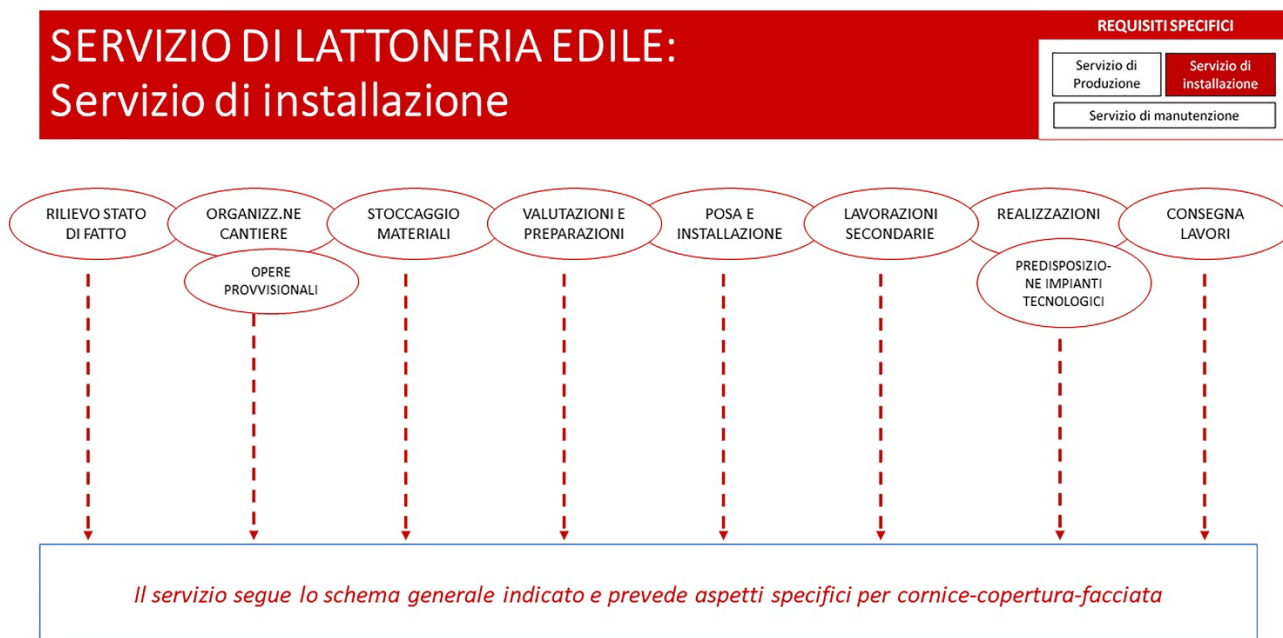 SERVIZIO DI LATTONERIA EDILE:
Servizio di installazione
REQUISITI SPECIFICI
Servizio di
Produzione
Servizio di
installazione
Servizio di manutenzione
RILIEVO STATO
DI FATTO
ORGANIZZ.NE
CANTIERE
OPERE
PROVVISIONALI
STOCCAGGIO
MATERIALI
VALUTAZIONI E
PREPARAZIONI
POSA E
INSTALLAZIONE
LAVORAZIONI
SECONDARIE
REALIZZAZIONI
PREDISPOSIZIO-
NE IMPIANTI
TECNOLOGICI
CONSEGNA
LAVORI
Il servizio segue lo schema generale indicato e prevede aspetti specifici per cornice-copertura-facciata